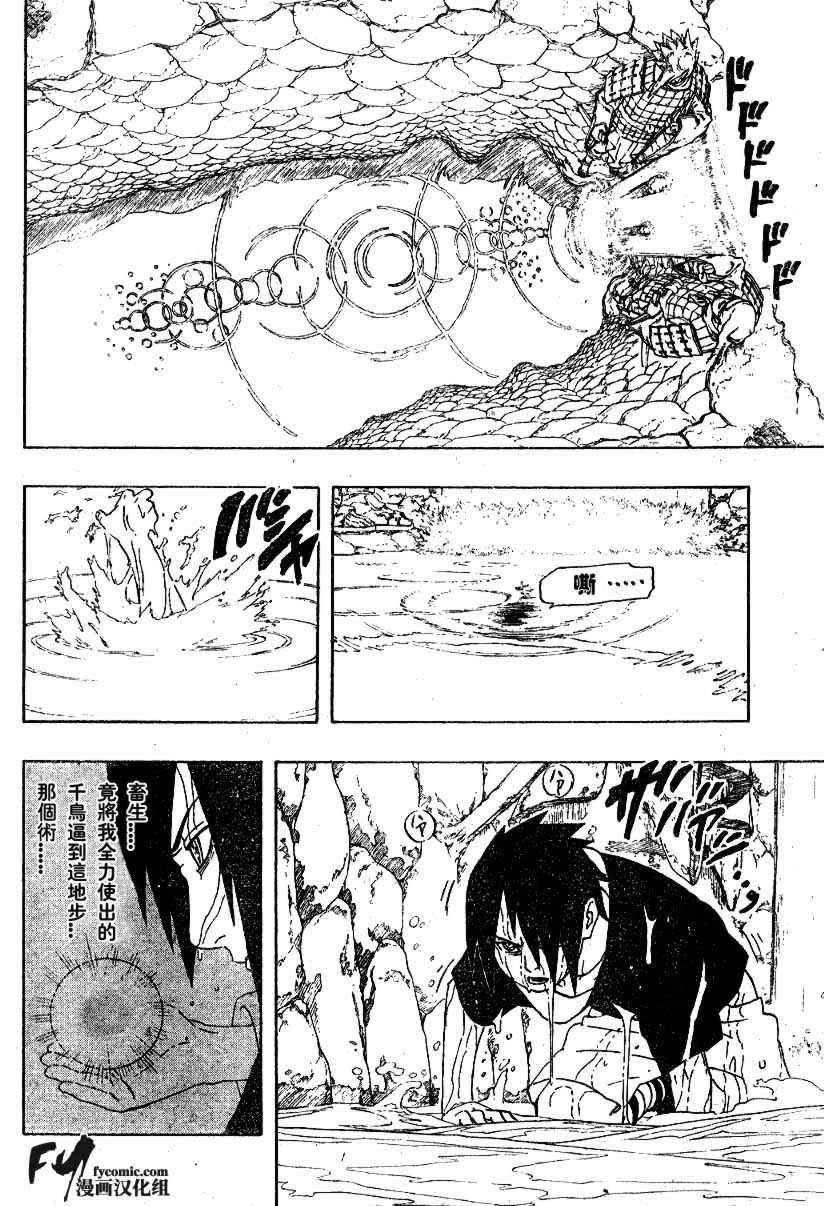 ドドドドドド
嘶……
バシャ
ザバァァ
ハァ
ハァ
畜生……
竟將我全力使出的
千鳥逼到這地步…
那個術……
FY
fycomic.com
漫画汉化组